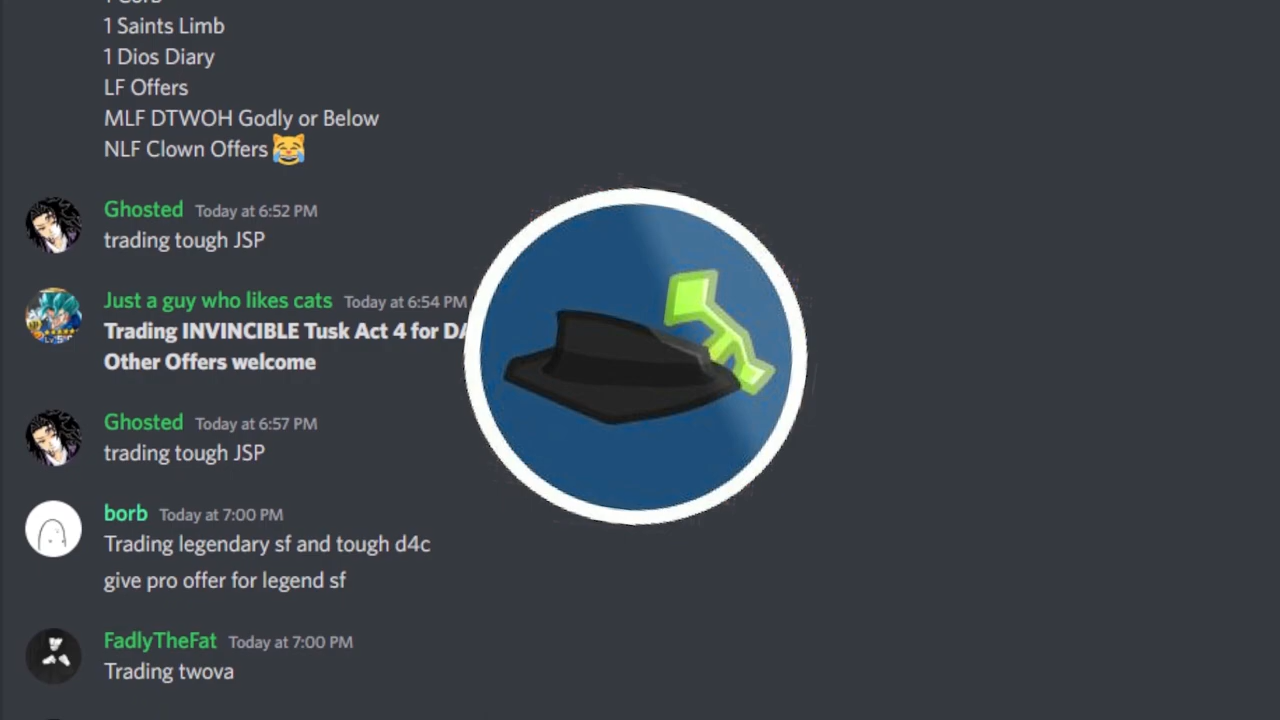 1 Saints Limb
1 Dios Diary
LF Offers
MLF DTWOH Godly or Below
NLF Clown Offers 😹
Ghosted Today at 6:52 PM
trading tough JSP
Just a guy who likes cats Today at 6:54 PM
Trading INVINCIBLE Tusk Act 4 for
Other Offers welcome
Ghosted Today at 6:57 PM
trading tough JSP
borb Today at 7:00 PM
Trading legendary sf and tough d4c
give pro offer for legend sf
FadlyTheFat Today at 7:00 PM
Trading twova